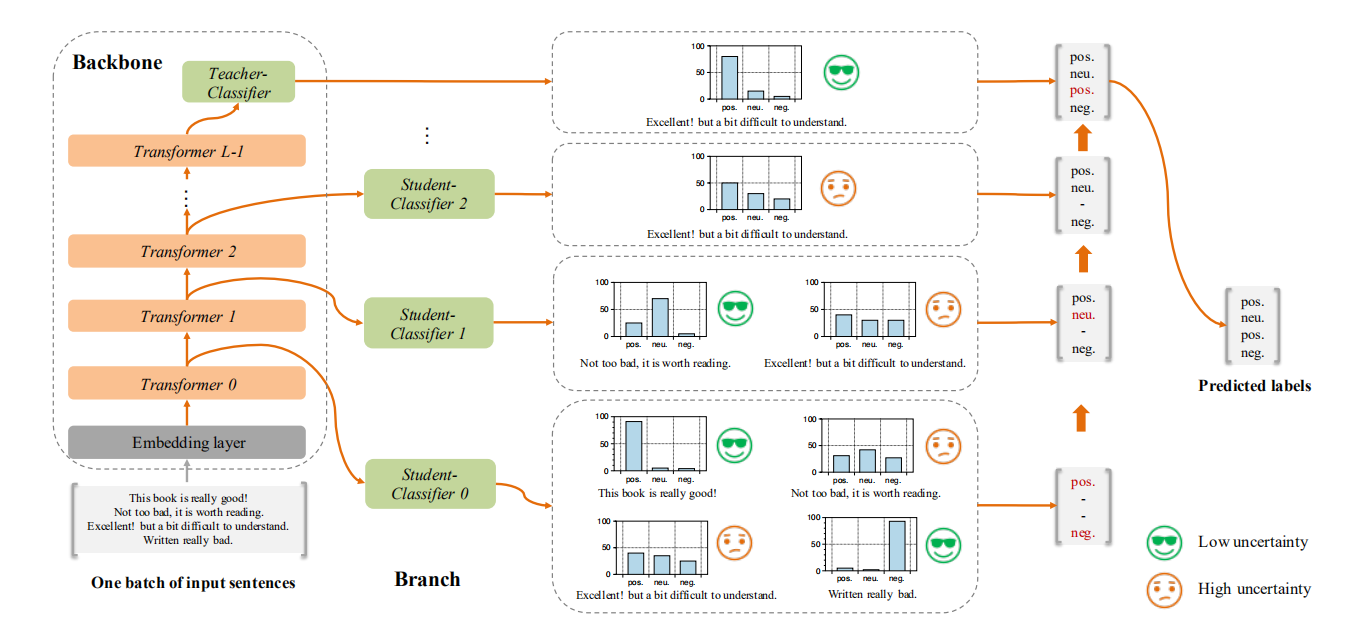 Backbone
Teacher-
Classifier
Transformer L-1
Transformer 2
Transformer 1
Transformer 0
Embedding layer
This book is really good!
Not too bad, it is worth reading.
Excellent! but a bit difficult to understand.
Written really bad.
One batch of input sentences
Student-
Classifier 2
Student-
Classifier 1
Student-
Classifier 0
Branch
100
50
0
pos. neu. neg.
Excellent! but a bit difficult to understand.
100
50
0
pos. neu. neg.
Excellent! but a bit difficult to understand.
100
50
0
pos. neu. neg.
Not too bad, it is worth reading.
100
50
0
pos. neu. neg.
Excellent! but a bit difficult to understand.
100
50
0
pos. neu. neg.
This book is really good!
100
50
0
pos. neu. neg.
Not too bad, it is worth reading.
100
50
0
pos. neu. neg.
Excellent! but a bit difficult to understand.
100
50
0
pos. neu. neg.
Written really bad.
pos.
neu.
pos.
neg.
pos.
neu.
-
neg.
pos.
neu.
-
neg.
pos.
-
-
neg.
pos.
neu.
pos.
neg.
Predicted labels
Low uncertainty
High uncertainty